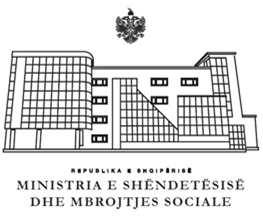 REPUBLIKA E SHQIPËRISË
MINISTRIA E SHËNDETËSISË
DHE MBROJTJES SOCIALE